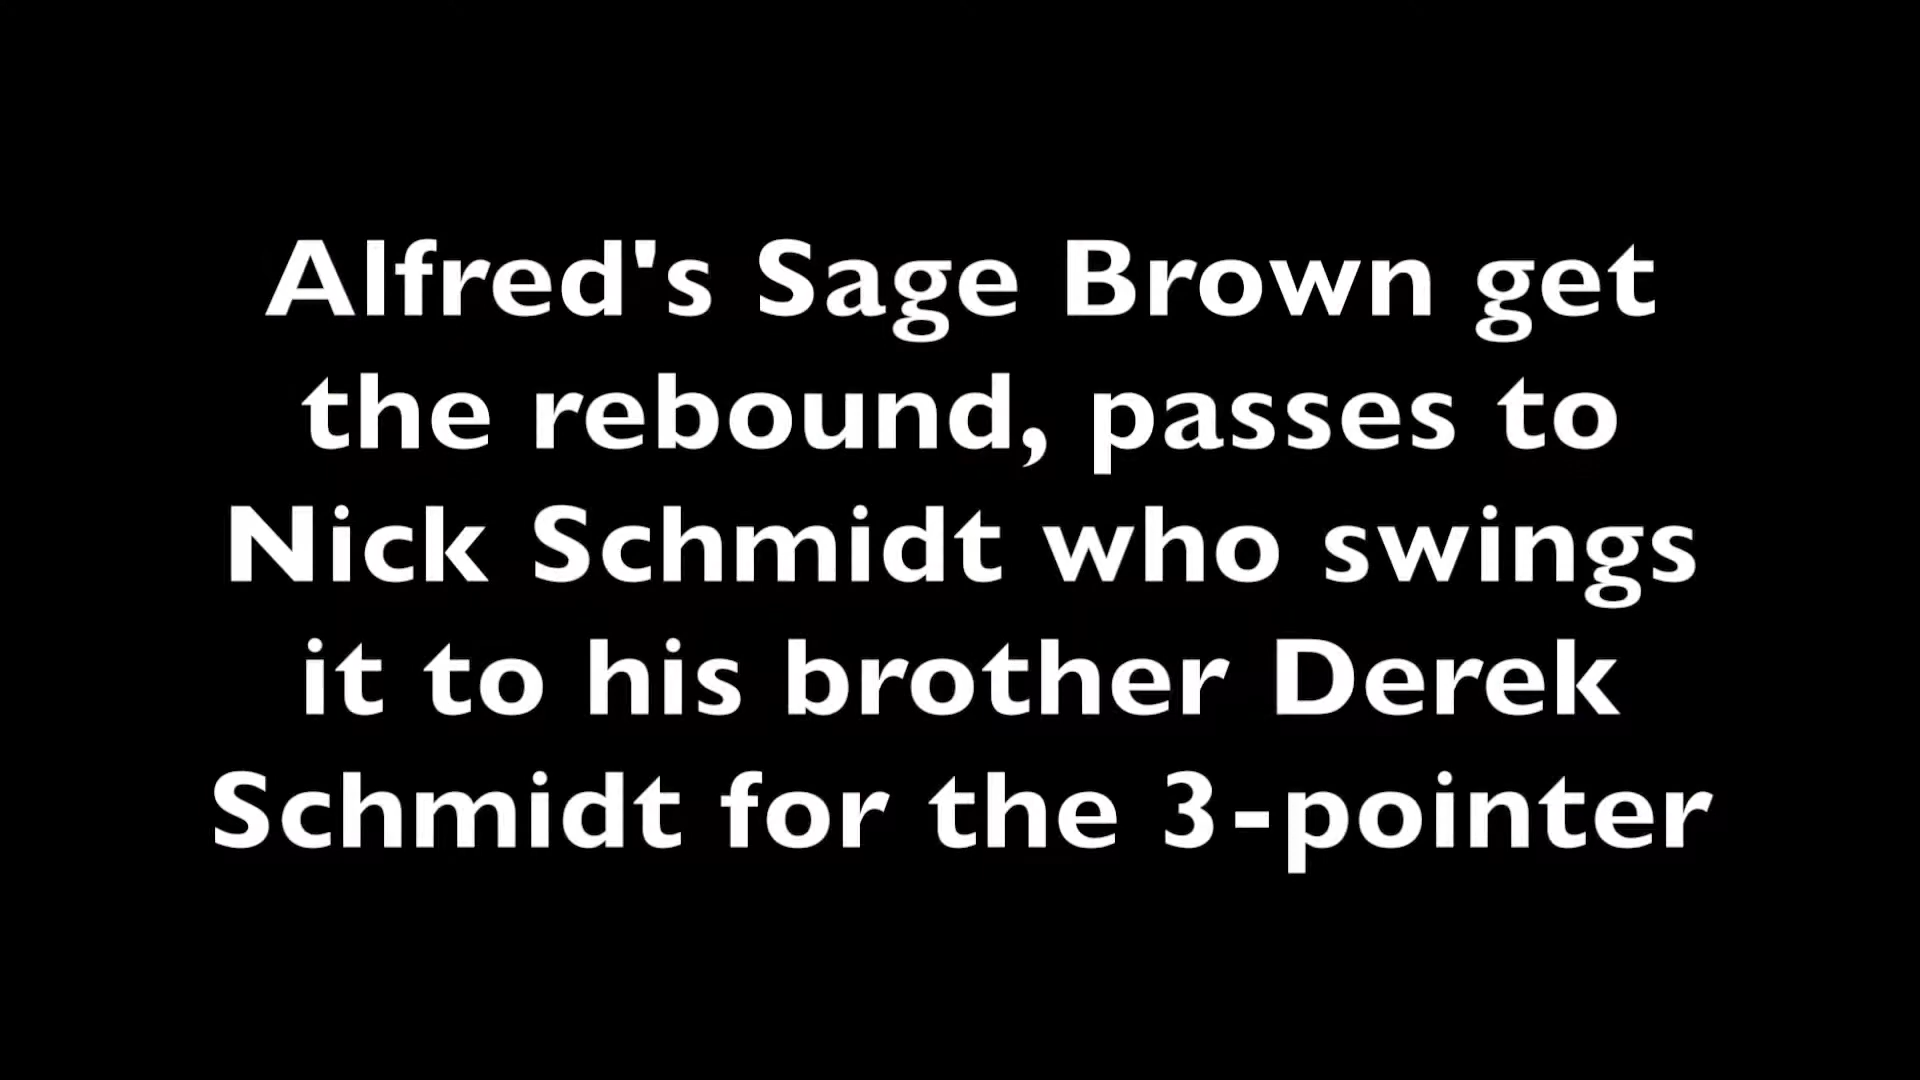 Alfred's Sage Brown get
the rebound, passes to
Nick Schmidt who swings
it to his brother Derek
Schmidt for the 3-pointer